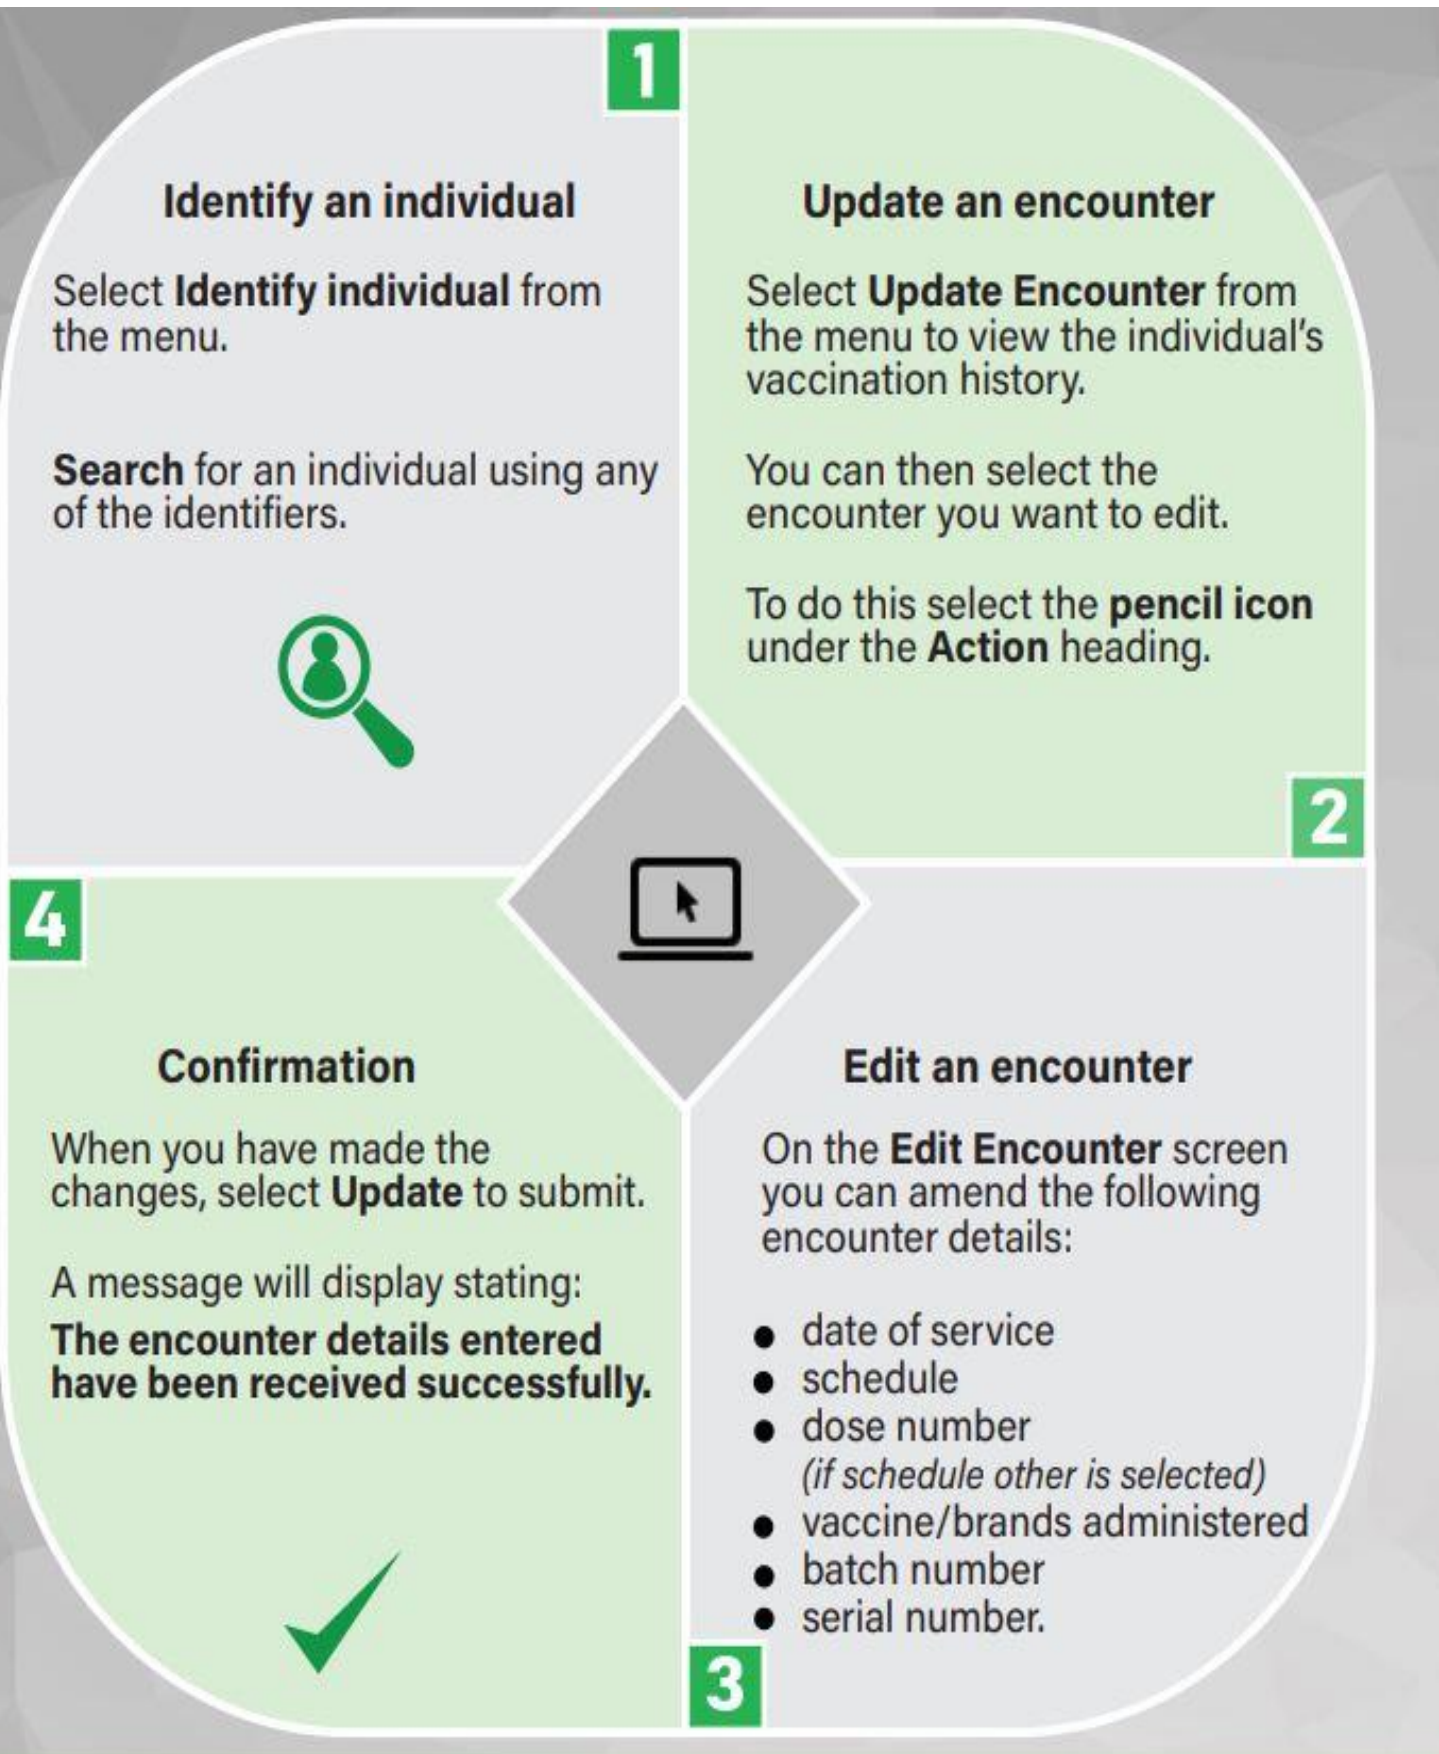 1
Identify an individual
Select Identify individual from
the menu.
Search for an individual using any
of the identifiers.
Update an encounter
Select Update Encounter from
the menu to view the individual's
vaccination history.
You can then select the
encounter you want to edit.
To do this select the pencil icon
under the Action heading.
2
Edit an encounter
On the Edit Encounter screen
you can amend the following
encounter details:
● date of service
● schedule
● dose number
(if schedule other is selected)
● vaccine/brands administered
● batch number
● serial number.
3
4
Confirmation
When you have made the
changes, select Update to submit.
A message will display stating:
The encounter details entered
have been received successfully.